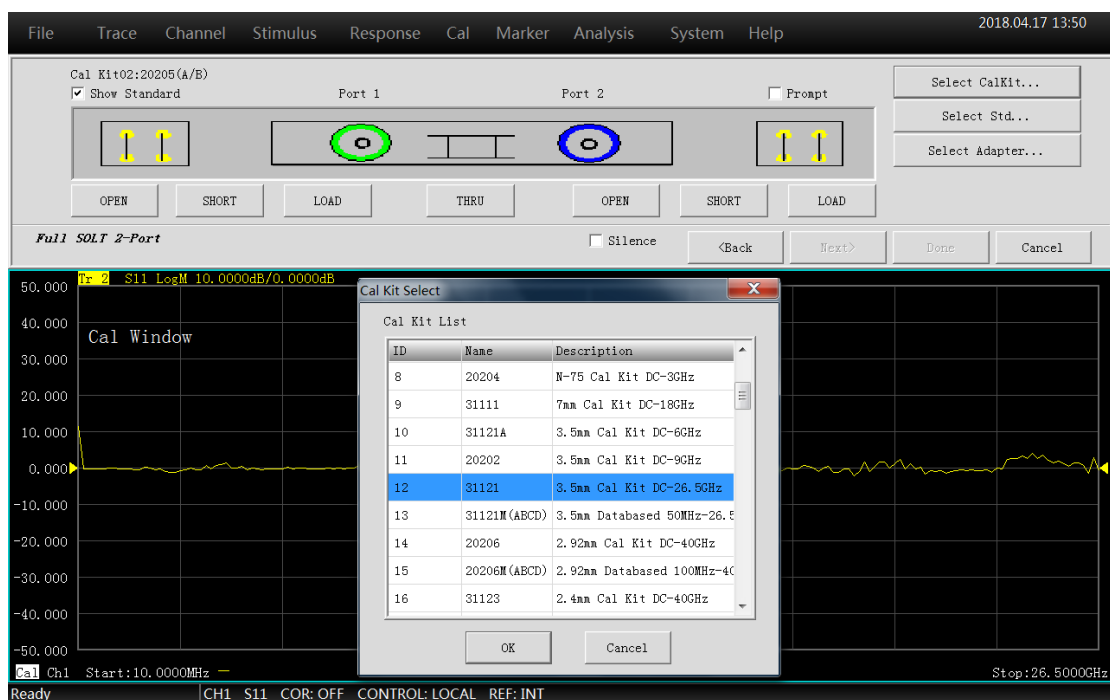 2018.04.17 13:50
File Trace Channel Stimulus Response Cal Marker Analysis System Help
Cal Kit02:20205(A/B)
Show Standard Port 1 Port 2 Prompt
Select CalKit...
Select Std...
Select Adapter...
OPEN SHORT LOAD THRU OPEN SHORT LOAD
Full SOLT 2-Port Silence <Back Next> Done Cancel
Tr 2 S11 LogM 10.0000dB/0.0000dB
50.000
40.000
Cal Window
30.000
20.000
10.000
0.000
-10.000
-20.000
-30.000
-40.000
-50.000
Cal Kit Select
Cal Kit List
ID Name Description
8 20204 N-75 Cal Kit DC-3GHz
9 31111 7mm Cal Kit DC-18GHz
10 31121A 3.5mm Cal Kit DC-6GHz
11 20202 3.5mm Cal Kit DC-9GHz
12 31121 3.5mm Cal Kit DC-26.5GHz
13 31121M(ABCD) 3.5mm Databased 50MHz-26.5
14 20206 2.92mm Cal Kit DC-40GHz
15 20206M(ABCD) 2.92mm Databased 100MHz-4
16 31123 2.4mm Cal Kit DC-40GHz
OK Cancel
Cal Ch1 Start:10.0000MHz Stop:26.5000GHz
Ready CH1 S11 COR: OFF CONTROL: LOCAL REF: INT